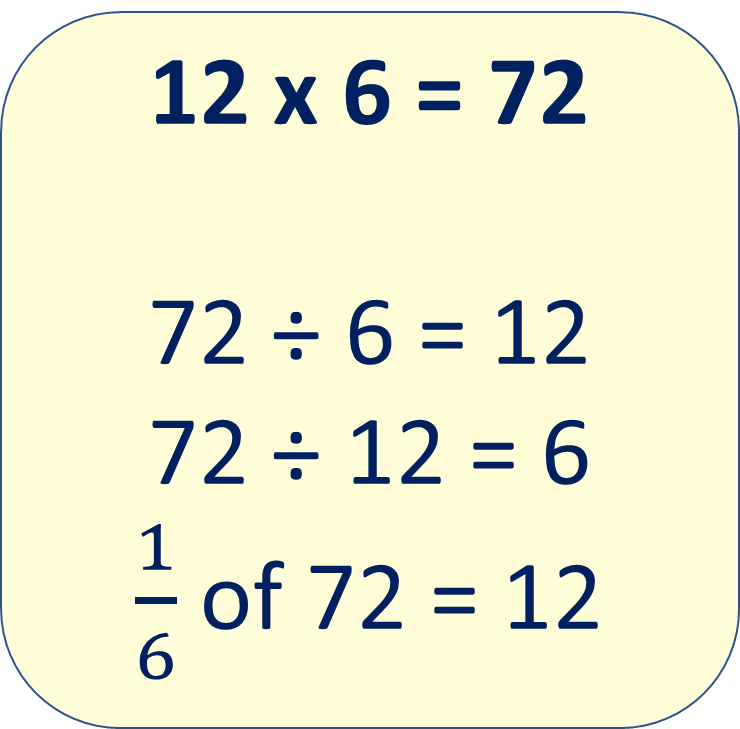 12 x 6 = 72
72 ÷ 6 = 12
72 ÷ 12 = 6
1/6 of 72 = 12